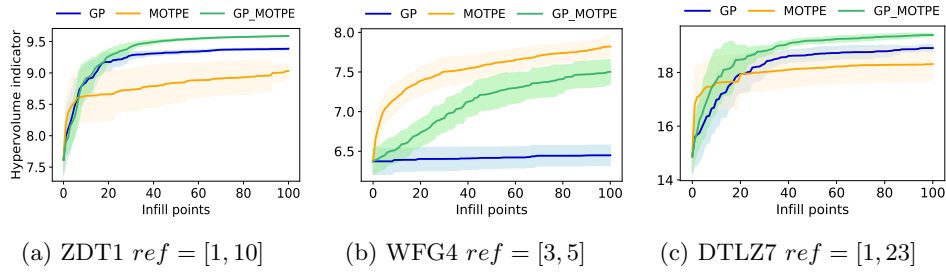 GP MOTPE GP_MOTPE
GP MOTPE GP_MOTPE
GP MOTPE GP_MOTPE
Hypervolume indicator
9.5
9.0
8.5
8.0
7.5
0 20 40 60 80 100
Infill points
8.0
7.5
7.0
6.5
0 20 40 60 80 100
Infill points
18
16
14
0 20 40 60 80 100
Infill points
(a) ZDT1 ref = [1, 10]
(b) WFG4 ref = [3, 5]
(c) DTLZ7 ref = [1, 23]